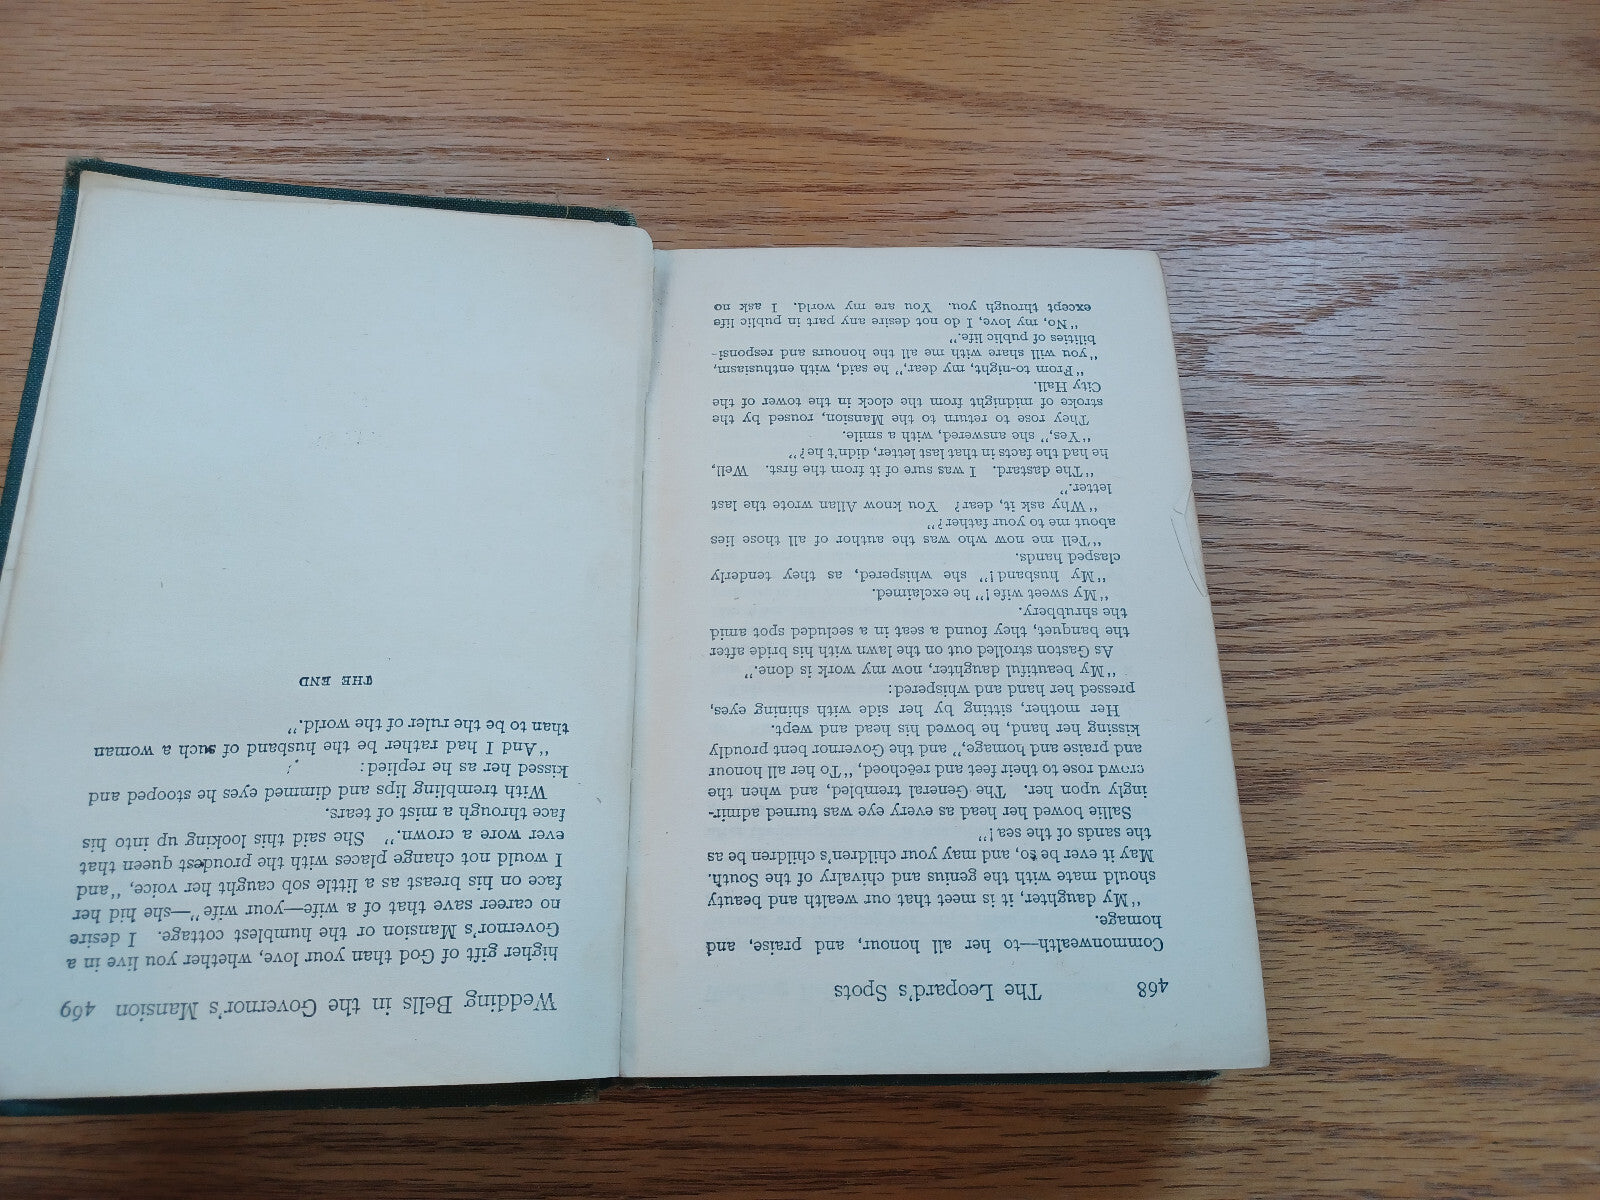 468 The Leopard's Spots
Commonwealth—to her all honour, and praise, and
homage.
"My daughter, it is meet that our wealth and beauty
should mate with the genius and chivalry of the South.
May it ever be so, and may your children's children be as
the sands of the sea!"
Sallie bowed her head as every eye was turned admir-
ingly upon her. The General trembled, and when the
crowd rose to their feet and reëchoed, "To her all honour
and praise and homage," and the Governor bent proudly
kissing her hand, he bowed his head and wept.
Her mother, sitting by her side with shining eyes,
pressed her hand and whispered:
"My beautiful daughter, now my work is done."
As Gaston strolled out on the lawn with his bride after
the banquet, they found a seat in a secluded spot amid
the shrubbery.
"My sweet wife!" he exclaimed.
"My husband!" she whispered, as they tenderly
clasped hands.
"Tell me now who was the author of all those lies
about me to your father?"
"Why ask it, dear? You know Allan wrote the last
letter."
"The dastard. I was sure of it from the first. Well,
he had the facts in that last letter, didn't he?"
"Yes," she answered, with a smile.
They rose to return to the Mansion, roused by the
stroke of midnight from the clock in the tower of the
City Hall.
"From to-night, my dear," he said, with enthusiasm,
"you will share with me all the honours and responsi-
bilities of public life."
"No, my love, I do not desire any part in public life
except through you. You are my world. I ask no
Wedding Bells in the Governor's Mansion 469
higher gift of God than your love, whether you live in a
Governor's Mansion or the humblest cottage. I desire
no career save that of a wife—your wife"—she hid her
face on his breast as a little sob caught her voice, "and
I would not change places with the proudest queen that
ever wore a crown." She said this looking up into his
face through a mist of tears.
With trembling lips and dimmed eyes he stooped and
kissed her as he replied:
"And I had rather be the husband of such a woman
than to be the ruler of the world."
THE END